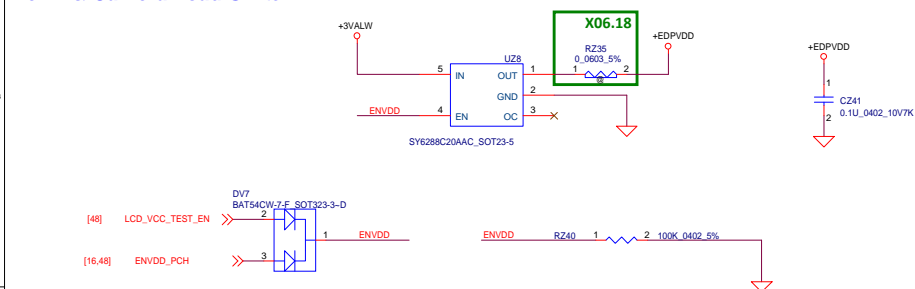 X06.18
+3VALW
RZ35
0_0603_5%
+EDPVDD
+EDPVDD
UZ8
5 IN OUT 1
1 2
GND 2
ENVDD 4 EN OC 3
SY6288C20AAC_SOT23-5
1
CZ41
0.1U_0402_10V7K
2
DV7
BAT54CW-7-F_SOT323-3~D
[48] LCD_VCC_TEST_EN 2
1 ENVDD
ENVDD RZ40 1 2 100K_0402_5%
[16,48] ENVDD_PCH 3